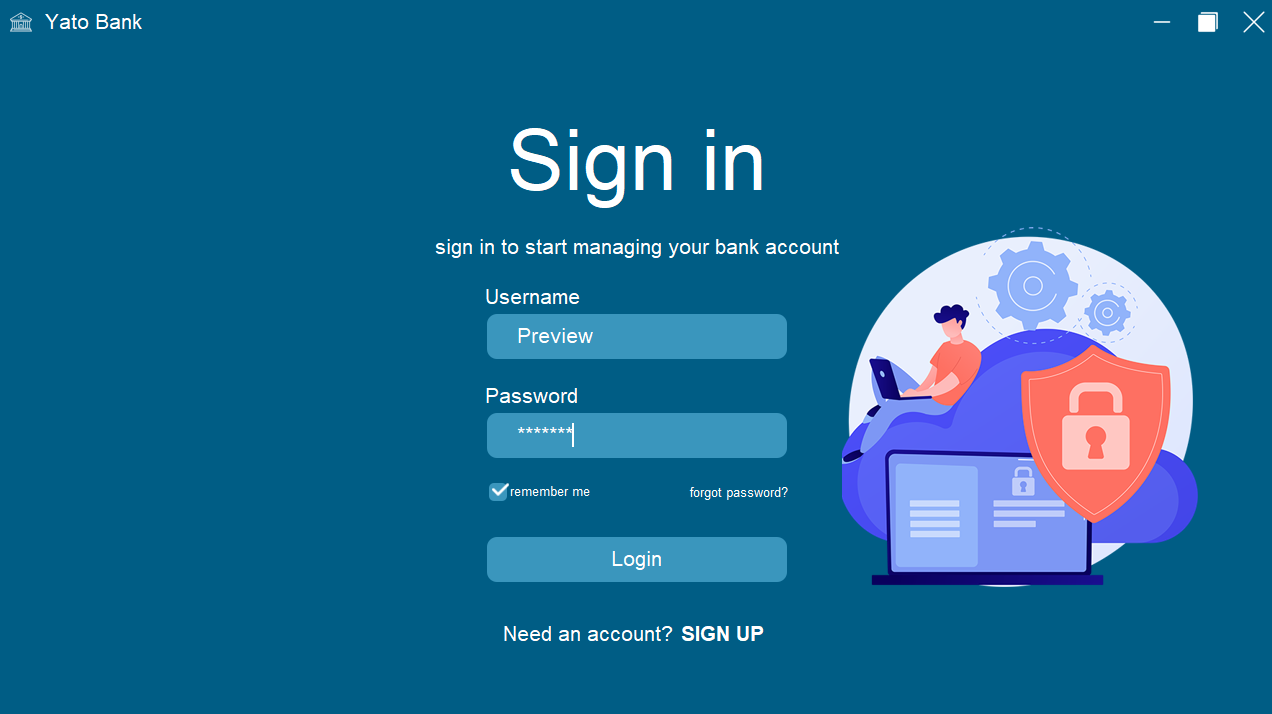 Yato Bank
Sign in
sign in to start managing your bank account
Username
Preview
Password
*******
remember me
forgot password?
Login
Need an account? SIGN UP